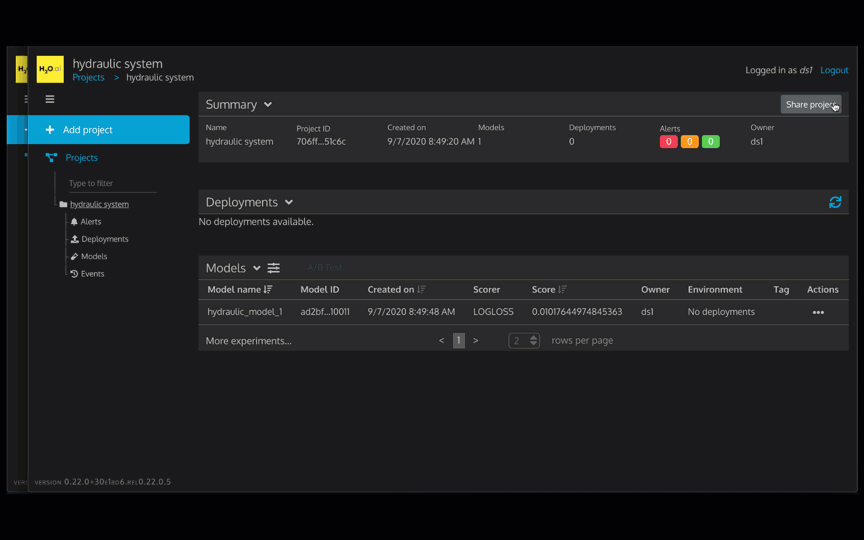 H2O.ai
hydraulic system
Projects > hydraulic system
Logged in as ds1 Logout
+ Add project
Projects
Type to filter
hydraulic system
Alerts
Deployments
Models
Events
Summary
Share project
Name Project ID Created on Models Deployments Alerts Owner
hydraulic system 706ff...51c6c 9/7/2020 8:49:20 AM 1 0 0 0 0 ds1
Deployments
No deployments available.
Models A/B Test
Model name Model ID Created on Scorer Score Owner Environment Tag Actions
hydraulic_model_1 ad2bf...10011 9/7/2020 8:49:48 AM LOGLOSS 0.01017644974845363 ds1 No deployments •••
More experiments... < 1 > 2 rows per page
VERSION 0.22.0+30e1806.rel0.22.0.5